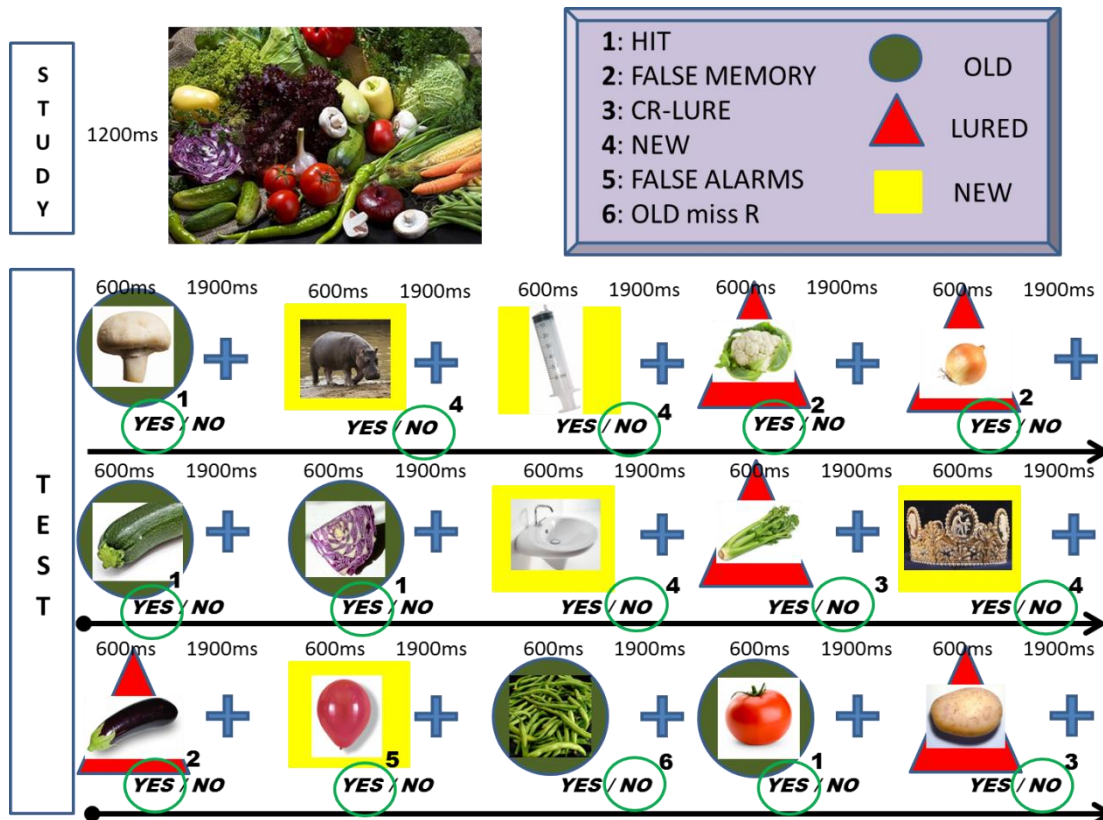 STUDY
1200ms
1: HIT
2: FALSE MEMORY
3: CR-LURE
4: NEW
5: FALSE ALARMS
6: OLD miss R
OLD
LURED
NEW
TEST
600ms 1900ms 600ms 1900ms 600ms 1900ms 600ms 1900ms 600ms 1900ms
1 4 4 2 2
YES / NO YES / NO YES / NO YES / NO YES / NO
600ms 1900ms 600ms 1900ms 600ms 1900ms 600ms 1900ms 600ms 1900ms
1 1 4 3 4
YES / NO YES / NO YES / NO YES / NO YES / NO
600ms 1900ms 600ms 1900ms 600ms 1900ms 600ms 1900ms 600ms 1900ms
2 5 6 1 3
YES / NO YES / NO YES / NO YES / NO YES / NO